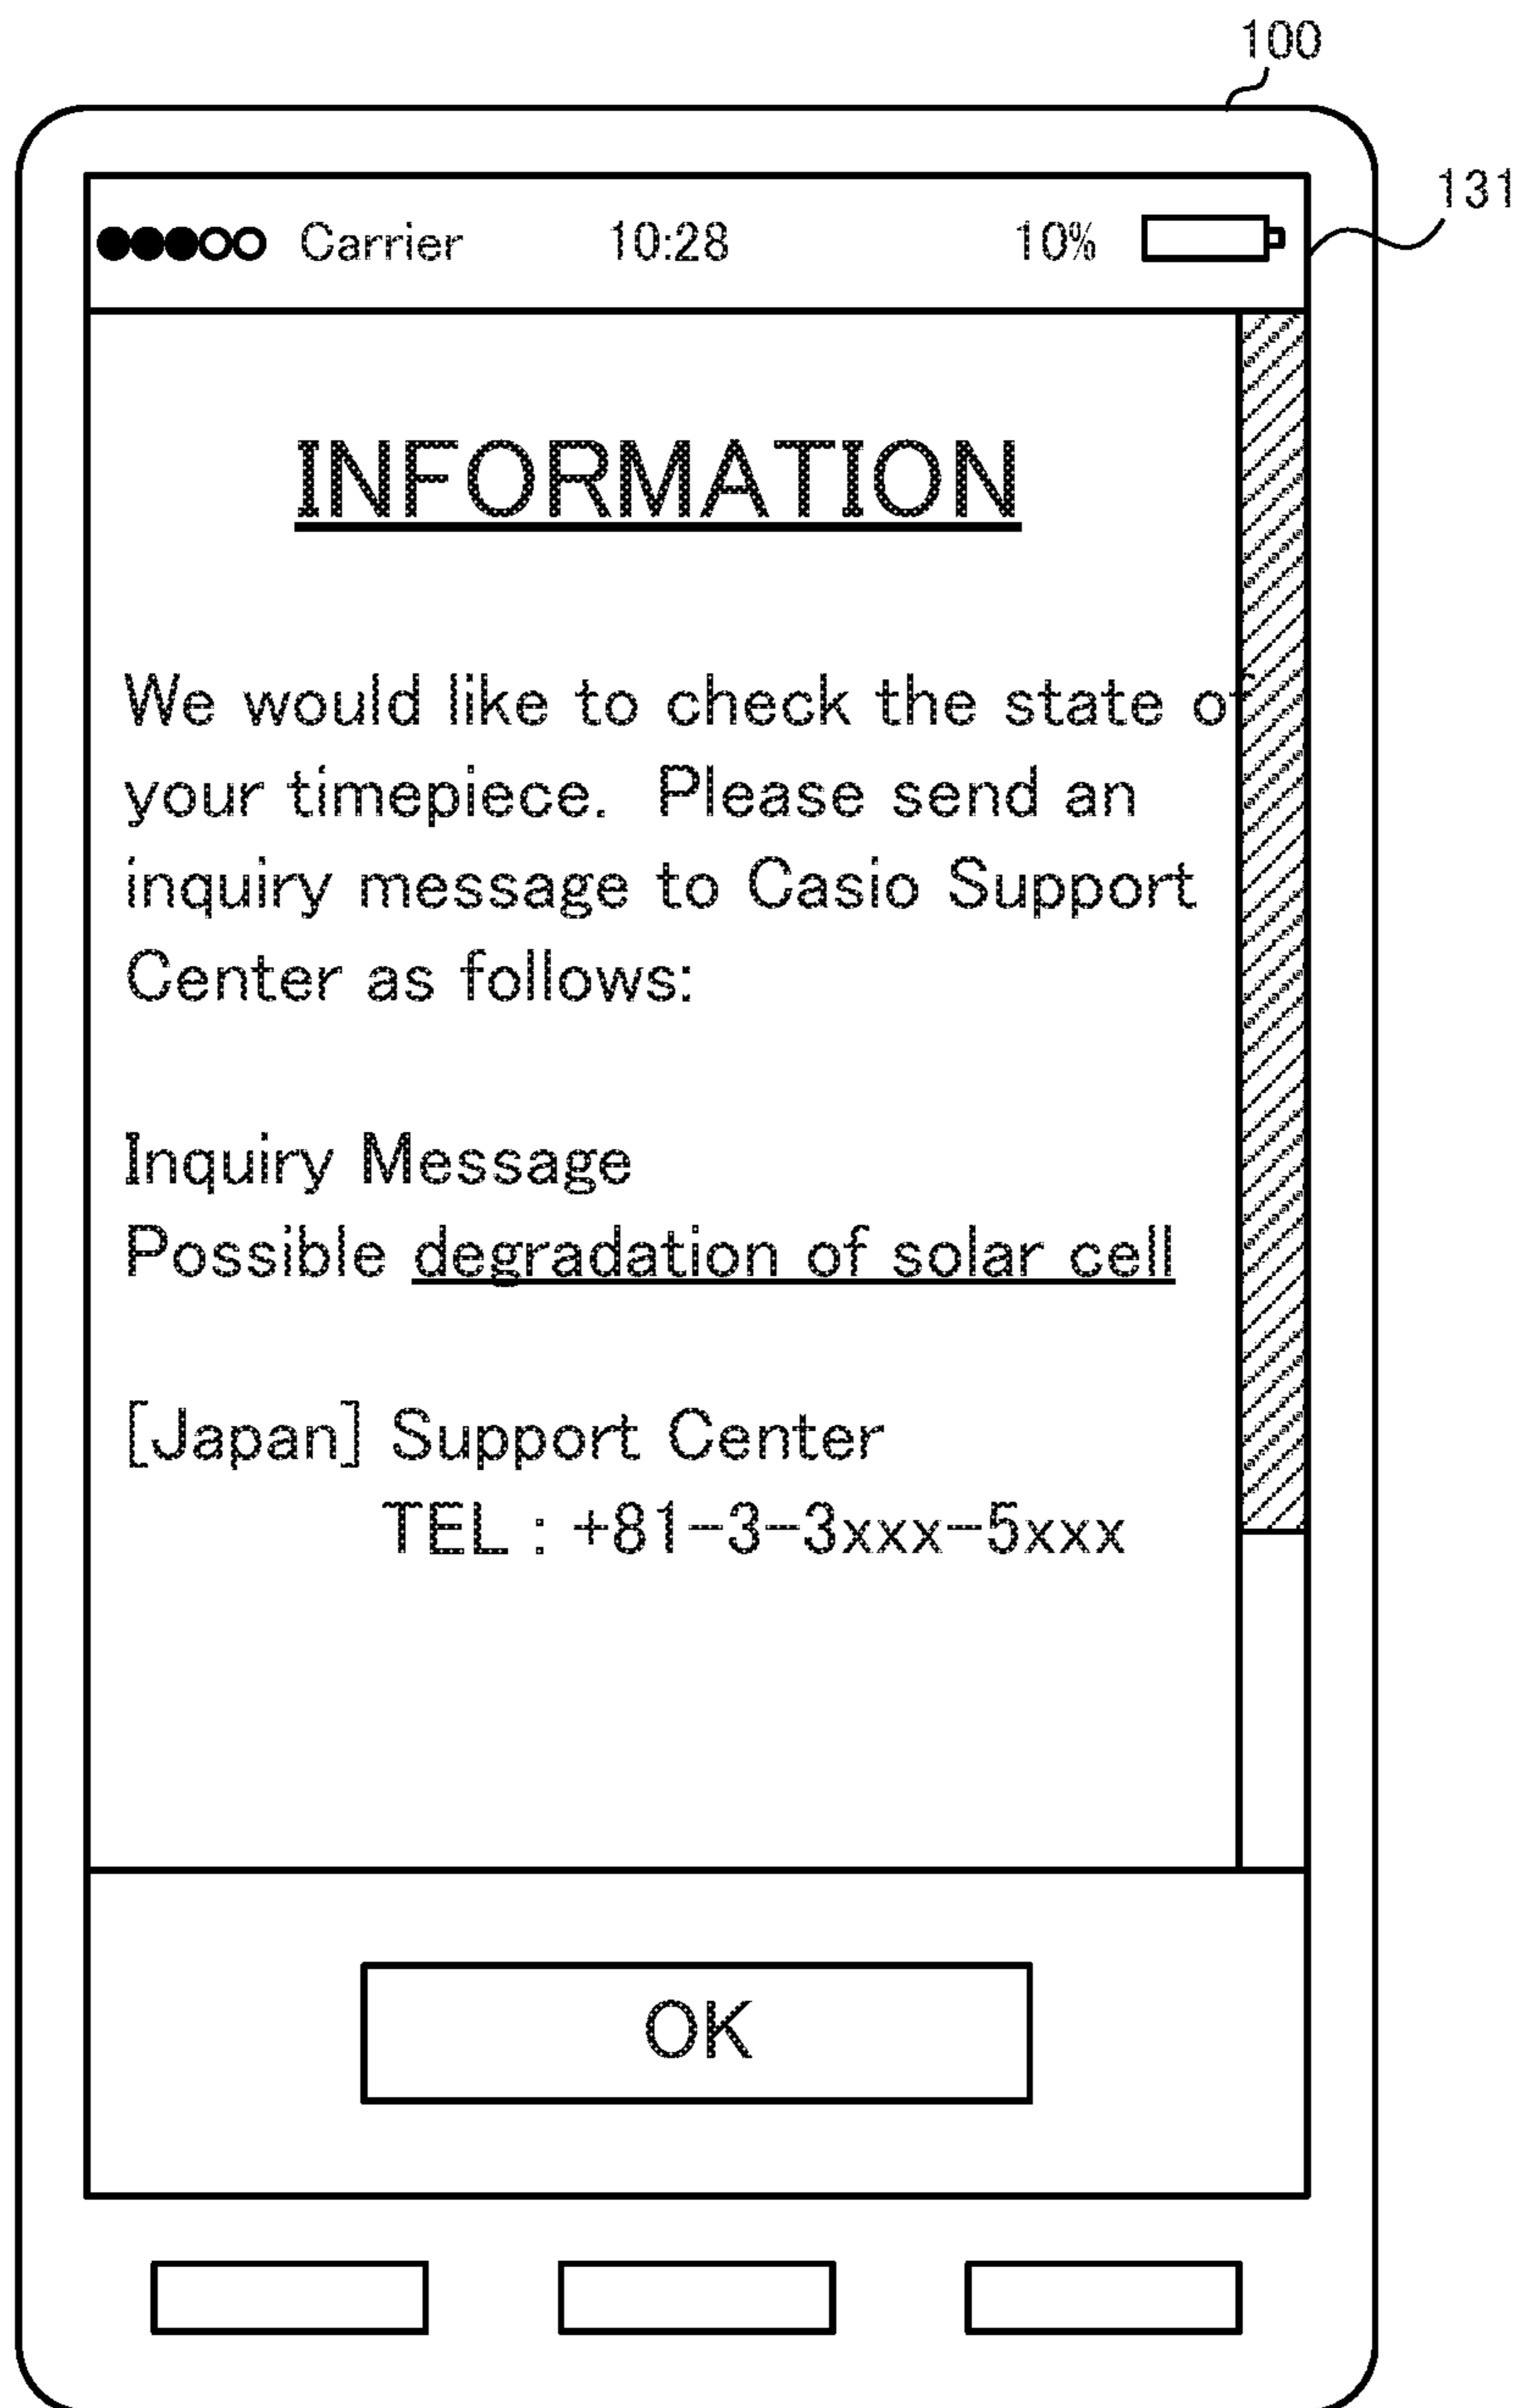 100
131
Carrier 10:28 10%
INFORMATION
We would like to check the state of
your timepiece. Please send an
inquiry message to Casio Support
Center as follows:
Inquiry Message
Possible degradation of solar cell
[Japan] Support Center
TEL : +81-3-3xxx-5xxx
OK